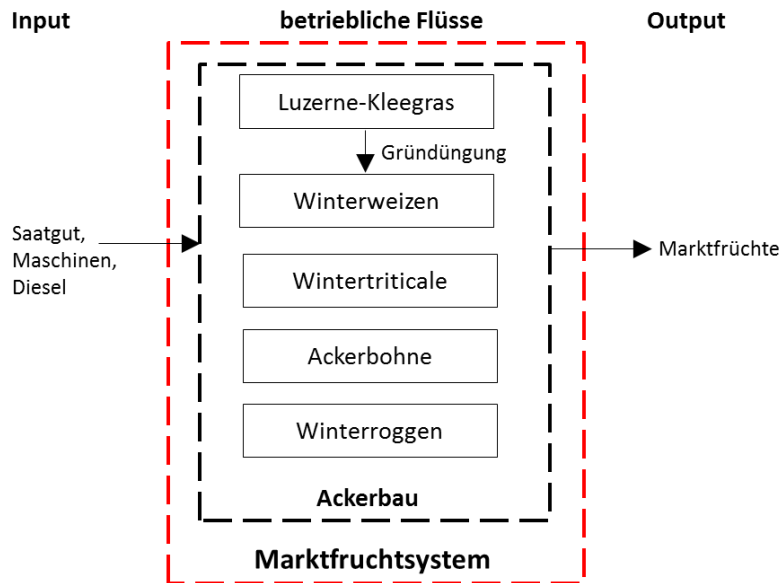 Input
betriebliche Flüsse
Output
Luzerne-Kleegras
Gründüngung
Winterweizen
Saatgut,
Maschinen,
Diesel
Marktfrüchte
Wintertriticale
Ackerbohne
Winterroggen
Ackerbau
Marktfruchtsystem